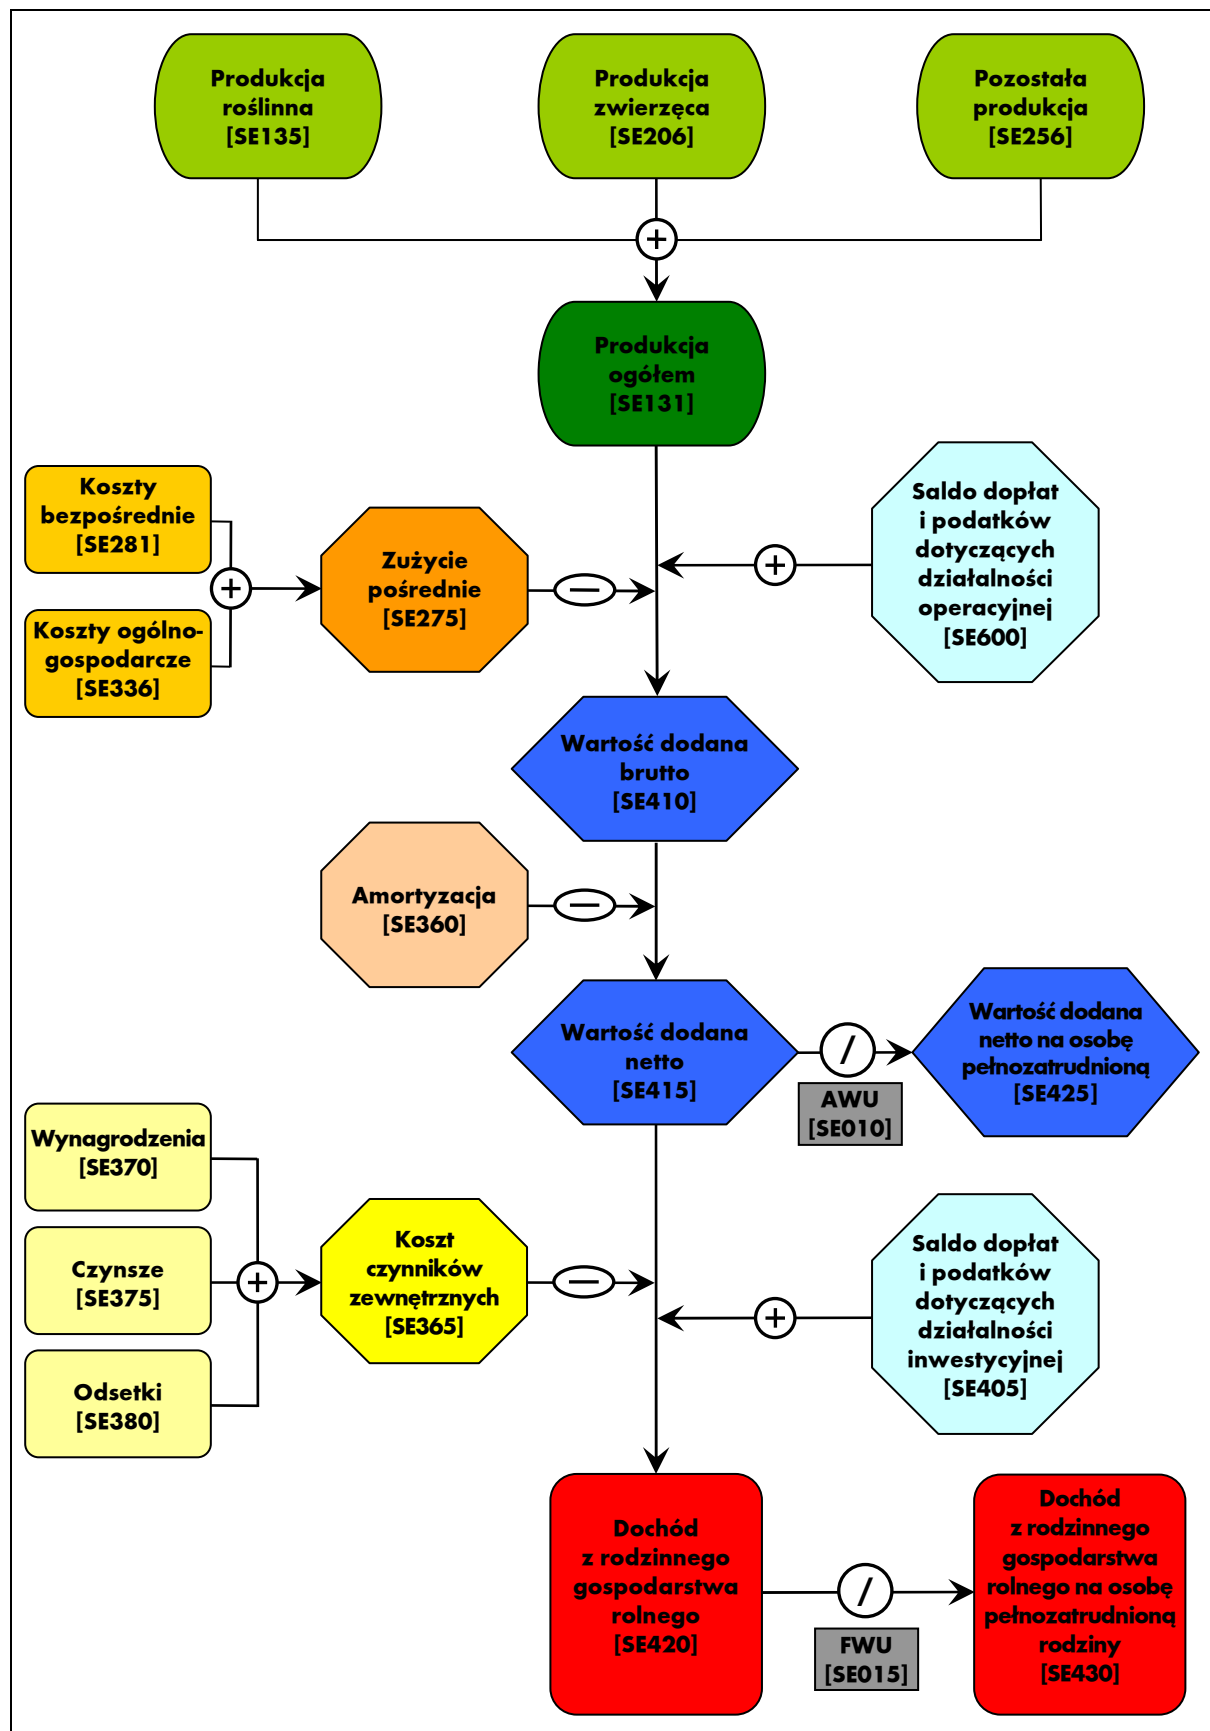 Produkcja
roślinna
[SE135]
Produkcja
zwierzęca
[SE206]
Pozostała
produkcja
[SE256]
+
Produkcja
ogółem
[SE131]
Koszty
bezpośrednie
[SE281]
Koszty ogólno-
gospodarcze
[SE336]
+
Zużycie
pośrednie
[SE275]
—
+
Saldo dopłat
i podatków
dotyczących
działalności
operacyjnej
[SE600]
Wartość dodana
brutto
[SE410]
Amortyzacja
[SE360]
—
Wartość dodana
netto
[SE415]
/
AWU
[SE010]
Wartość dodana
netto na osobę
pełnozatrudnioną
[SE425]
Wynagrodzenia
[SE370]
Czynsze
[SE375]
Odsetki
[SE380]
+
Koszt
czynników
zewnętrznych
[SE365]
—
+
Saldo dopłat
i podatków
dotyczących
działalności
inwestycyjnej
[SE405]
Dochód
z rodzinnego
gospodarstwa
rolnego
[SE420]
/
FWU
[SE015]
Dochód
z rodzinnego
gospodarstwa
rolnego na osobę
pełnozatrudnioną
rodziny
[SE430]